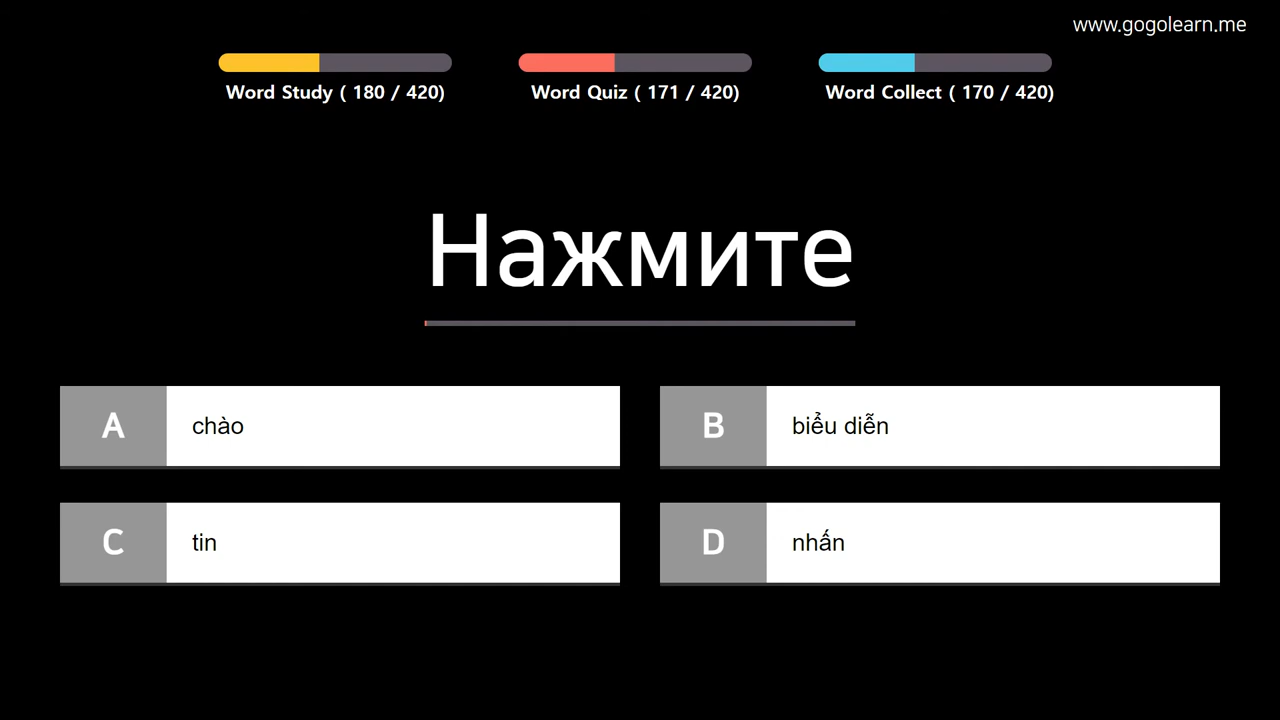 www.gogolearn.me
Word Study ( 180 / 420)
Word Quiz ( 171 / 420)
Word Collect ( 170 / 420)
Нажмите
A
chào
B
biểu diễn
C
tin
D
nhấn